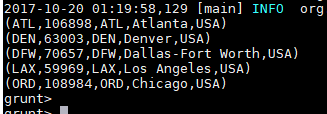 2017-10-20 01:19:58,129 [main] INFO  org
(ATL,106898,ATL,Atlanta,USA)
(DEN,63003,DEN,Denver,USA)
(DFW,70657,DFW,Dallas-Fort Worth,USA)
(LAX,59969,LAX,Los Angeles,USA)
(ORD,108984,ORD,Chicago,USA)
grunt>
grunt>